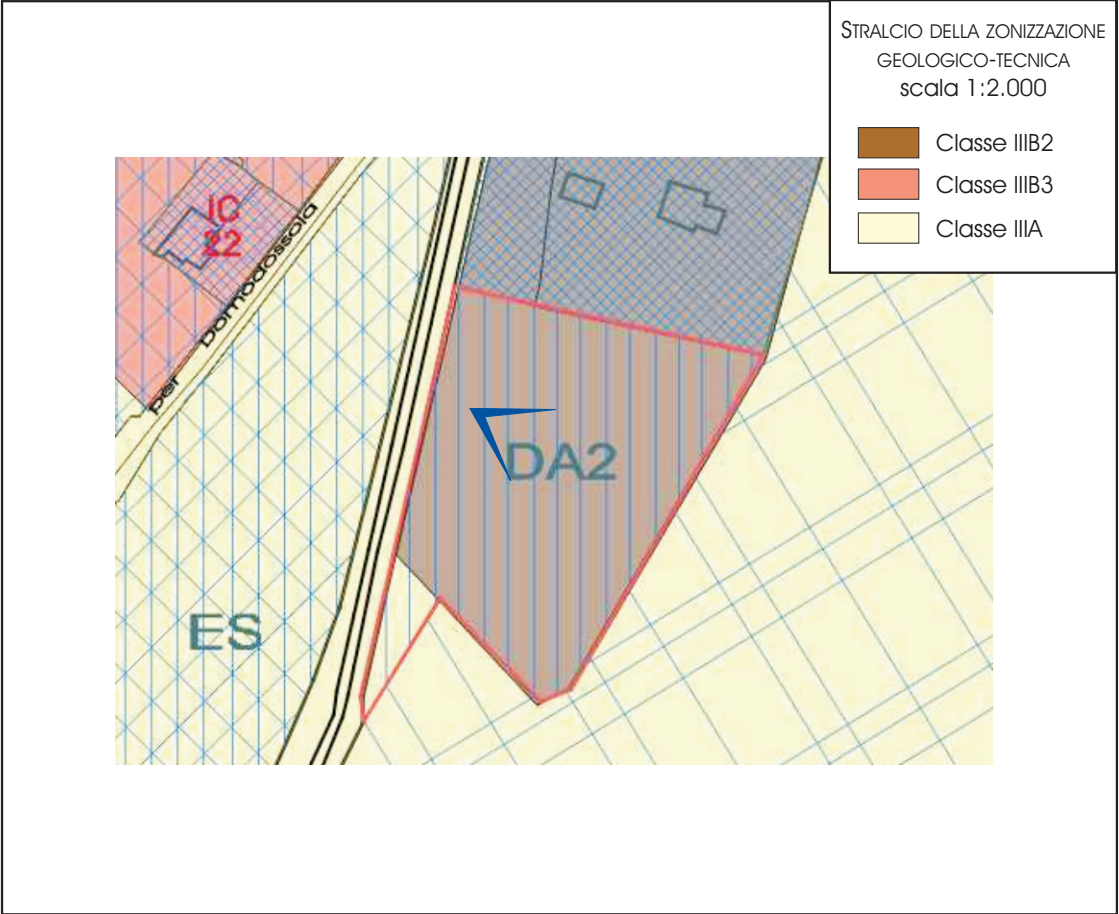 STRALCIO DELLA ZONIZZAZIONE
GEOLOGICO-TECNICA
scala 1:2.000
Classe IIIB2
Classe IIIB3
Classe IIIA
IC
22
per Domodossola
DA2
ES